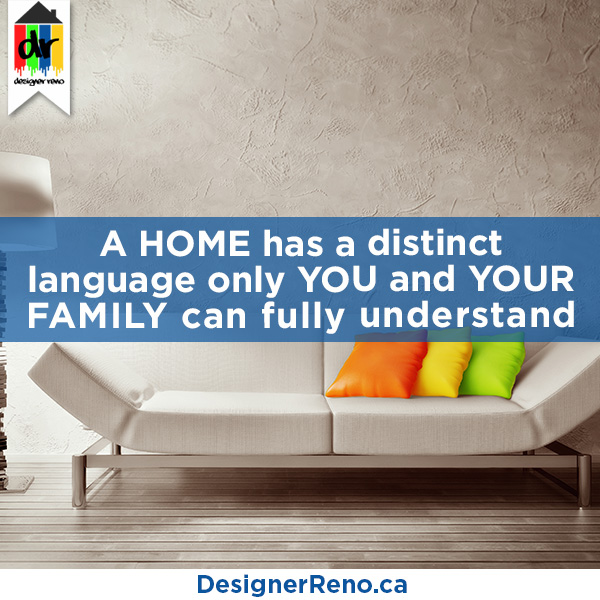 dr
designer reno
A HOME has a distinct
language only YOU and YOUR
FAMILY can fully understand
DesignerReno.ca